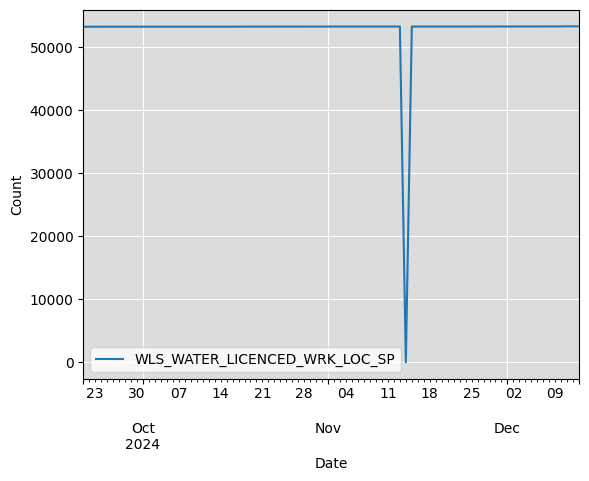 50000
40000
30000
20000
10000
0
Count
WLS_WATER_LICENCED_WRK_LOC_SP
23 30 07 14 21 28 04 11 18 25 02 09
Oct Nov Dec
2024
Date